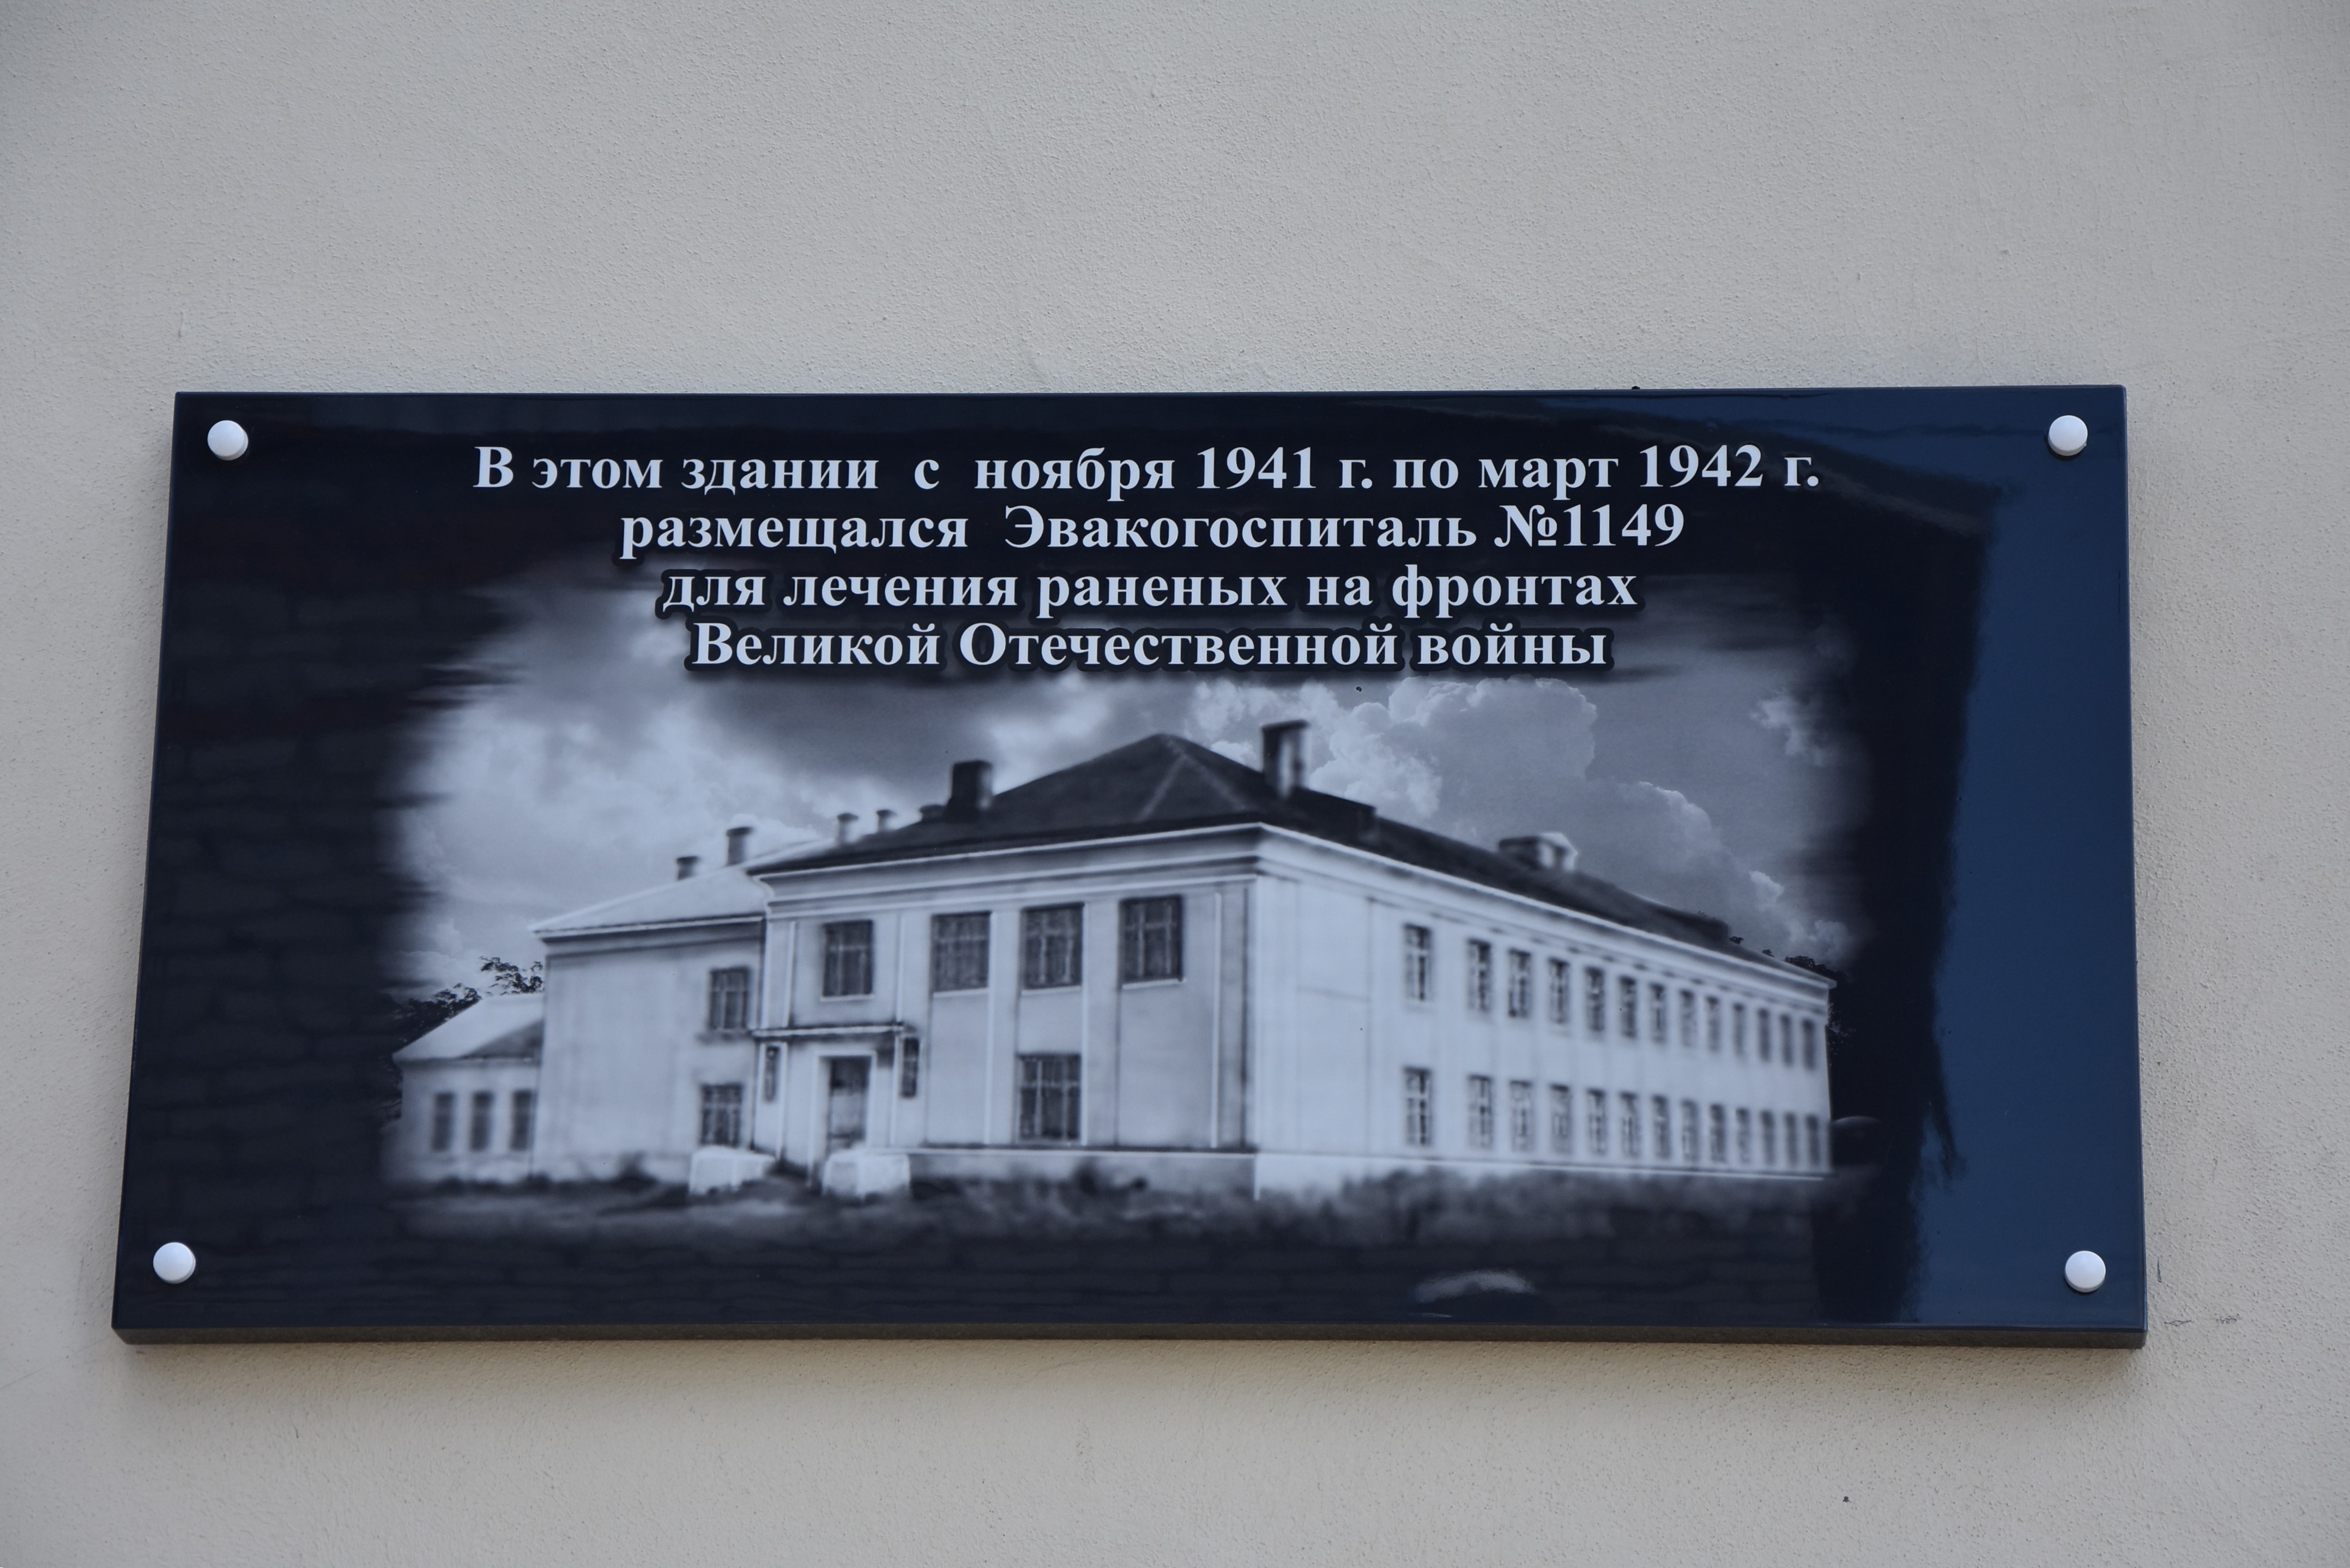 В этом здании с ноября 1941 г. по март 1942 г.
размещался Эвакогоспиталь №1149
для лечения раненых на фронтах
Великой Отечественной войны